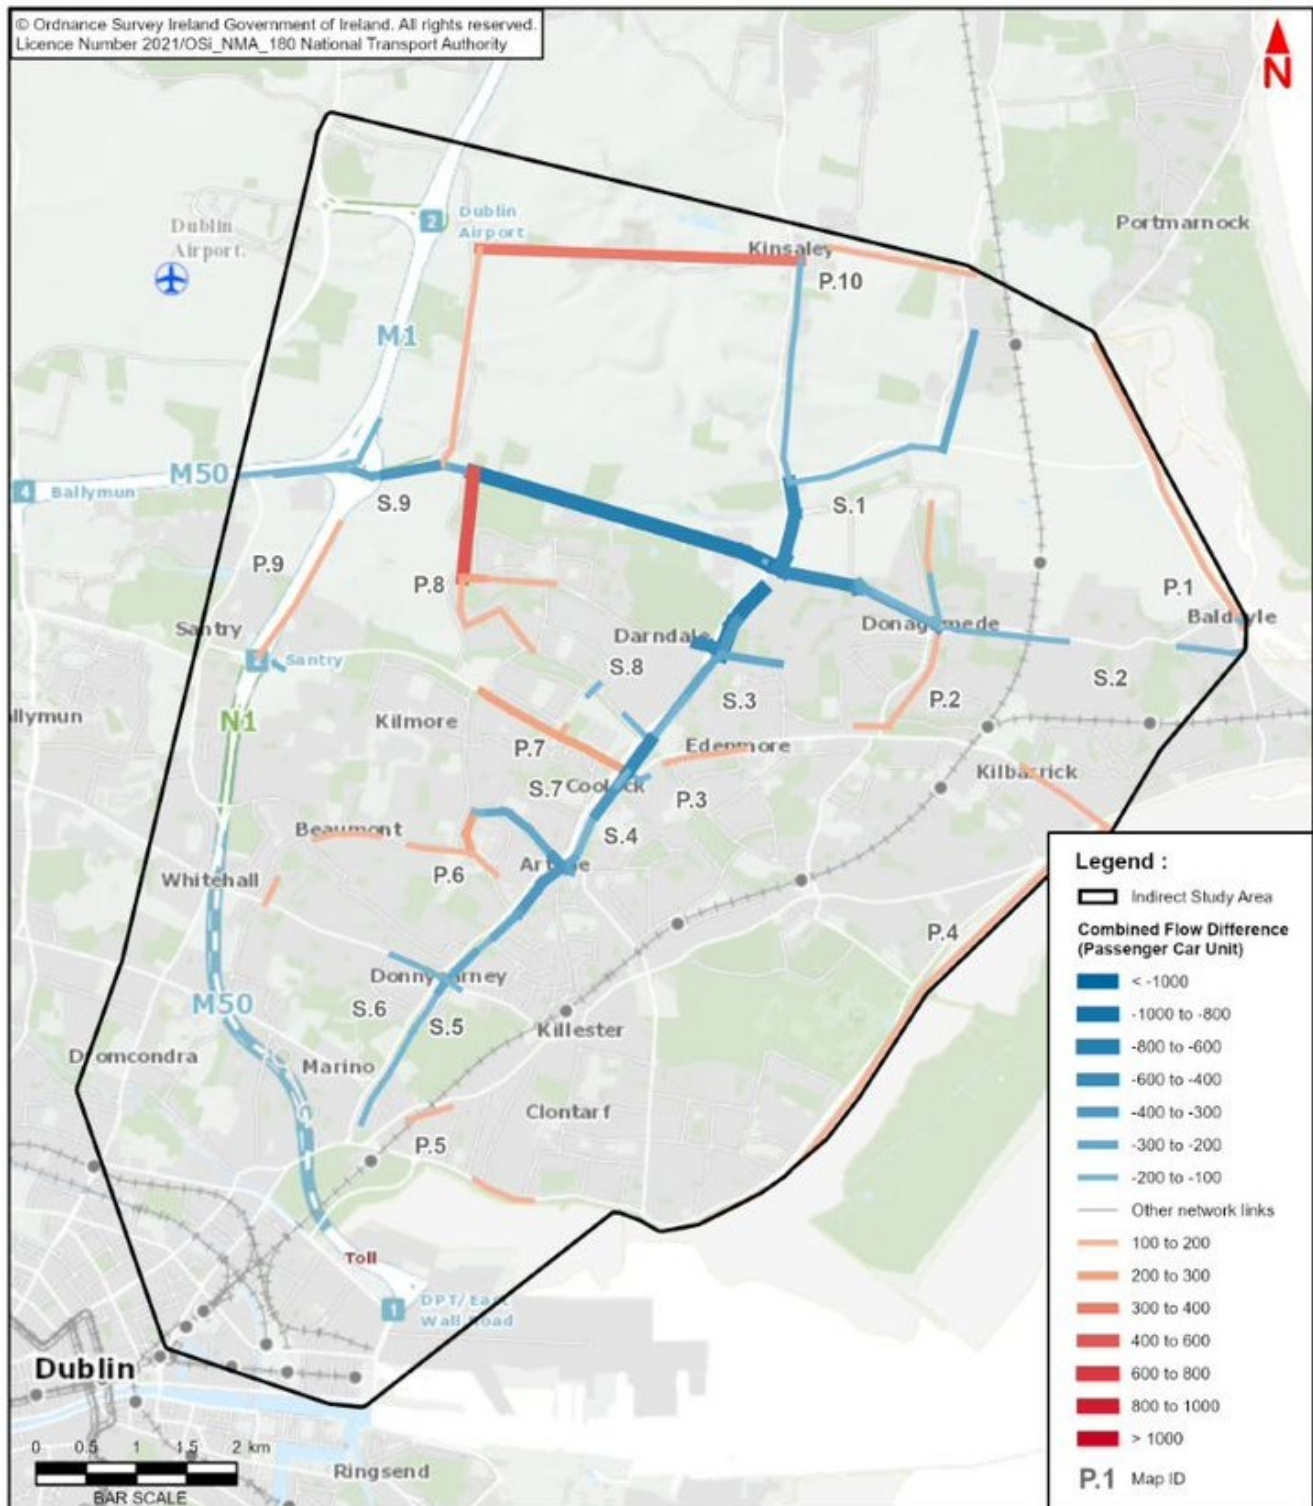 © Ordnance Survey Ireland Government of Ireland. All rights reserved.
Licence Number 2021/OSi_NMA_180 National Transport Authority
N
Portmarnock
2
Dublin
Airport
Dublin
Airport.
Kinsaley
P.10
M1
M50
4
Ballymun
S.9
S.1
P.9
P.8
P.1
Baldoyle
Santry
Darndale
Donaghmede
Santry
S.8
S.2
S.3
P.2
llymun
N1
Kilmore
P.7
Edenmore
Kilbarrick
S.7
Coolock
P.3
Beaumont
S.4
Artane
P.6
Whitehall
P.4
Donnycarney
M50
S.6
S.5
Killester
Dromcondra
Marino
Clontarf
P.5
Toll
1
DPT/ East
Wall Road
Dublin
0 0.5 1 1.5 2 km
BAR SCALE
Ringsend
Legend :
Indirect Study Area
Combined Flow Difference
(Passenger Car Unit)
< -1000
-1000 to -800
-800 to -600
-600 to -400
-400 to -300
-300 to -200
-200 to -100
Other network links
100 to 200
200 to 300
300 to 400
400 to 600
600 to 800
800 to 1000
> 1000
P.1 Map ID